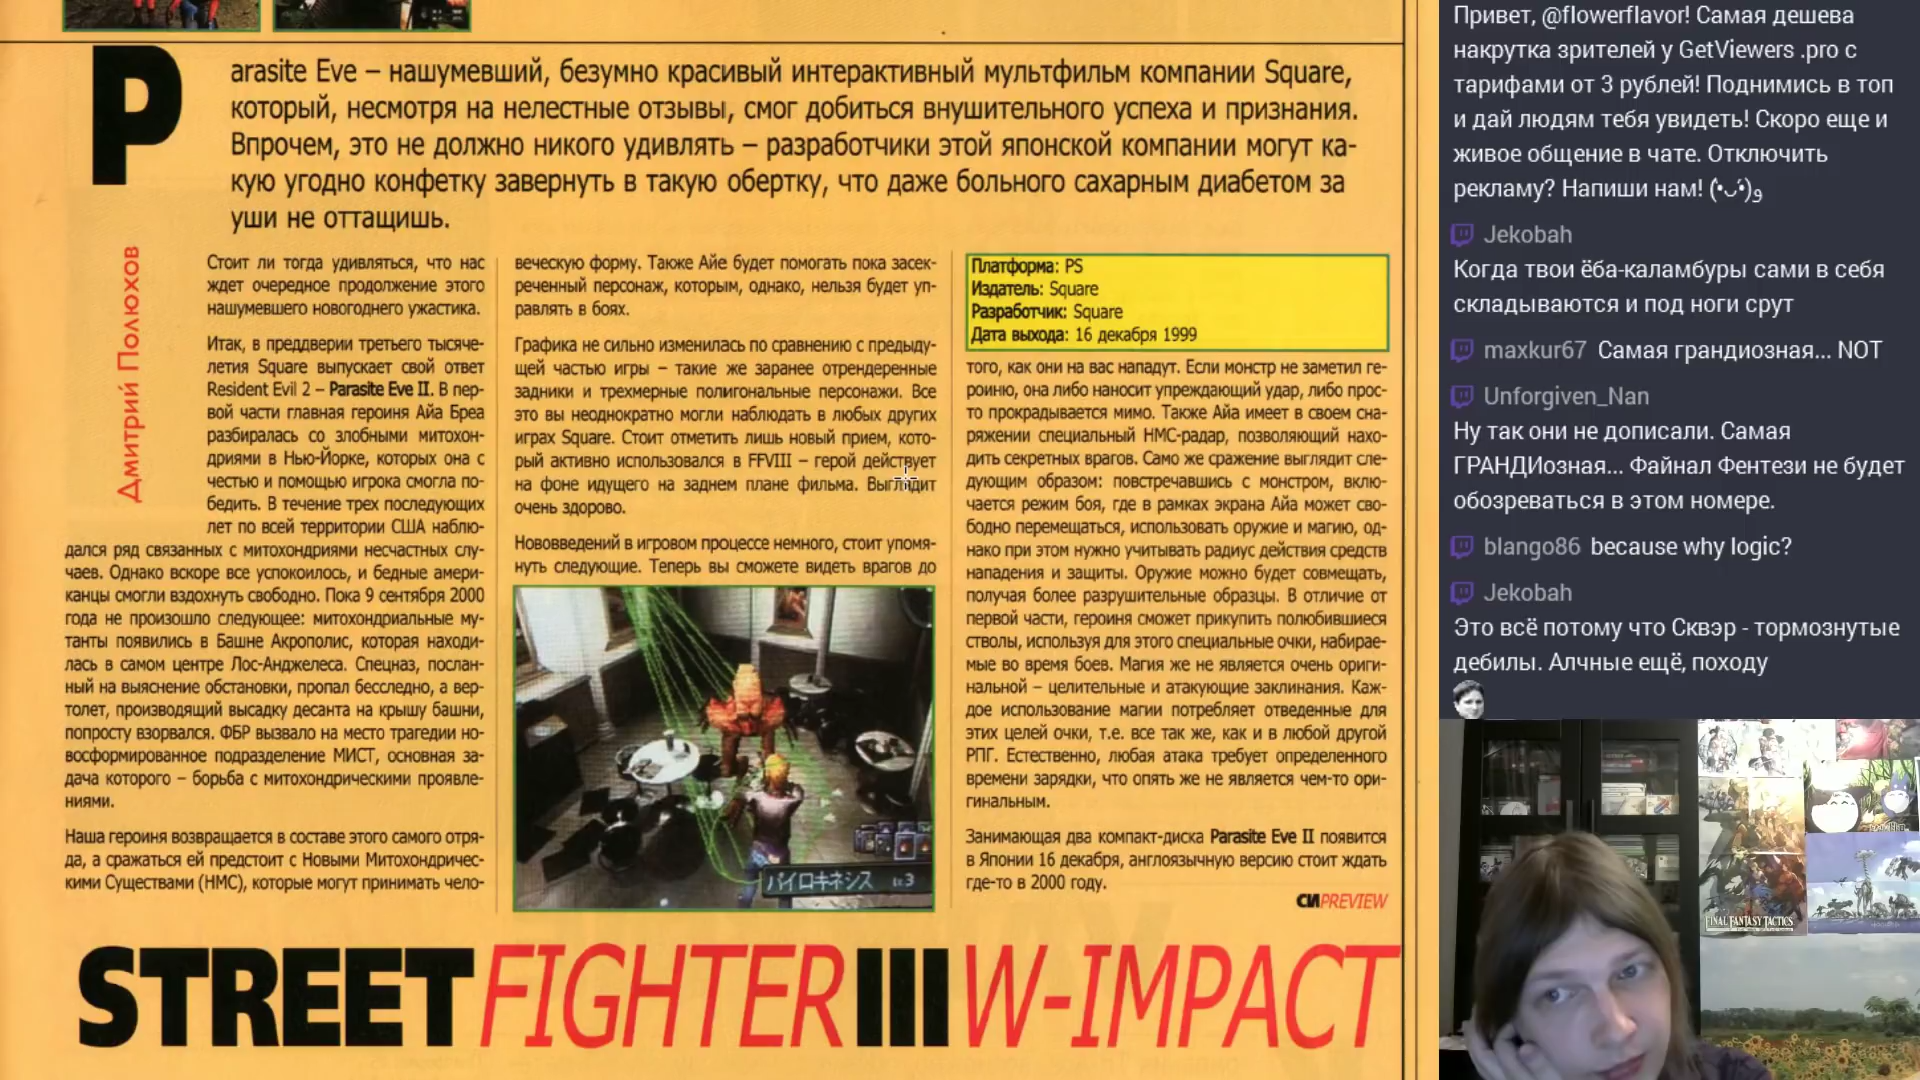 Parasite Eve – нашумевший, безумно красивый интерактивный мультфильм компании Square,
который, несмотря на нелестные отзывы, смог добиться внушительного успеха и признания.
Впрочем, это не должно никого удивлять – разработчики этой японской компании могут ка-
кую угодно конфетку завернуть в такую обертку, что даже больного сахарным диабетом за
уши не оттащишь.
Дмитрий Полюхов
Стоит ли тогда удивляться, что нас
ждет очередное продолжение этого
нашумевшего новогоднего ужастика.
Итак, в преддверии третьего тысяче-
летия Square выпускает свой ответ
Resident Evil 2 – Parasite Eve II. В пер-
вой части главная героиня Айа Бреа
разбиралась со злобными митохон-
дриями в Нью-Йорке, которых она с
честью и помощью игрока смогла по-
бедить. В течение трех последующих
лет по всей территории США наблю-
дался ряд связанных с митохондриями несчастных слу-
чаев. Однако вскоре все успокоилось, и бедные амери-
канцы смогли вздохнуть свободно. Пока 9 сентября 2000
года не произошло следующее: митохондриальные му-
танты появились в Башне Акрополис, которая находи-
лась в самом центре Лос-Анджелеса. Спецназ, послан-
ный на выяснение обстановки, пропал бесследно, а вер-
толет, производящий высадку десанта на крышу башни,
попросту взорвался. ФБР вызвало на место трагедии но-
восформированное подразделение МИСТ, основная за-
дача которого – борьба с митохондрическими проявле-
ниями.
Наша героиня возвращается в составе этого самого отря-
да, а сражаться ей предстоит с Новыми Митохондричес-
кими Существами (НМС), которые могут принимать чело-
веческую форму. Также Айе будет помогать пока засек-
реченный персонаж, которым, однако, нельзя будет уп-
равлять в боях.
Графика не сильно изменилась по сравнению с предыду-
щей частью игры – такие же заранее отрендеренные
задники и трехмерные полигональные персонажи. Все
это вы неоднократно могли наблюдать в любых других
играх Square. Стоит отметить лишь новый прием, кото-
рый активно использовался в FFVIII – герой действует
на фоне идущего на заднем плане фильма. Выглядит
очень здорово.
Нововведений в игровом процессе немного, стоит упомя-
нуть следующие. Теперь вы сможете видеть врагов до
パイロキネシス Lv 3
Платформа: PS
Издатель: Square
Разработчик: Square
Дата выхода: 16 декабря 1999
того, как они на вас нападут. Если монстр не заметил ге-
роиню, она либо наносит упреждающий удар, либо прос-
то прокрадывается мимо. Также Айа имеет в своем сна-
ряжении специальный НМС-радар, позволяющий нахо-
дить секретных врагов. Само же сражение выглядит сле-
дующим образом: повстречавшись с монстром, вклю-
чается режим боя, где в рамках экрана Айа может сво-
бодно перемещаться, использовать оружие и магию, од-
нако при этом нужно учитывать радиус действия средств
нападения и защиты. Оружие можно будет совмещать,
получая более разрушительные образцы. В отличие от
первой части, героиня сможет прикупить полюбившиеся
стволы, используя для этого специальные очки, набирае-
мые во время боев. Магия же не является очень ориги-
нальной – целительные и атакующие заклинания. Каж-
дое использование магии потребляет отведенные для
этих целей очки, т.е. все так же, как и в любой другой
РПГ. Естественно, любая атака требует определенного
времени зарядки, что опять же не является чем-то ори-
гинальным.
Занимающая два компакт-диска Parasite Eve II появится
в Японии 16 декабря, англоязычную версию стоит ждать
где-то в 2000 году.
СИPREVIEW
STREET FIGHTER III W-IMPACT
Привет, @flowerflavor! Самая дешева
накрутка зрителей у GetViewers .pro с
тарифами от 3 рублей! Поднимись в топ
и дай людям тебя увидеть! Скоро еще и
живое общение в чате. Отключить
рекламу? Напиши нам! (•̀ᴗ•́)و
Jekobah
Когда твои ёба-каламбуры сами в себя
складываются и под ноги срут
maxkur67 Самая грандиозная... NOT
Unforgiven_Nan
Ну так они не дописали. Самая
ГРАНДИозная... Файнал Фентези не будет
обозреваться в этом номере.
blango86 because why logic?
Jekobah
Это всё потому что Сквэр - тормознутые
дебилы. Алчные ещё, походу
FINAL FANTASY TACTICS